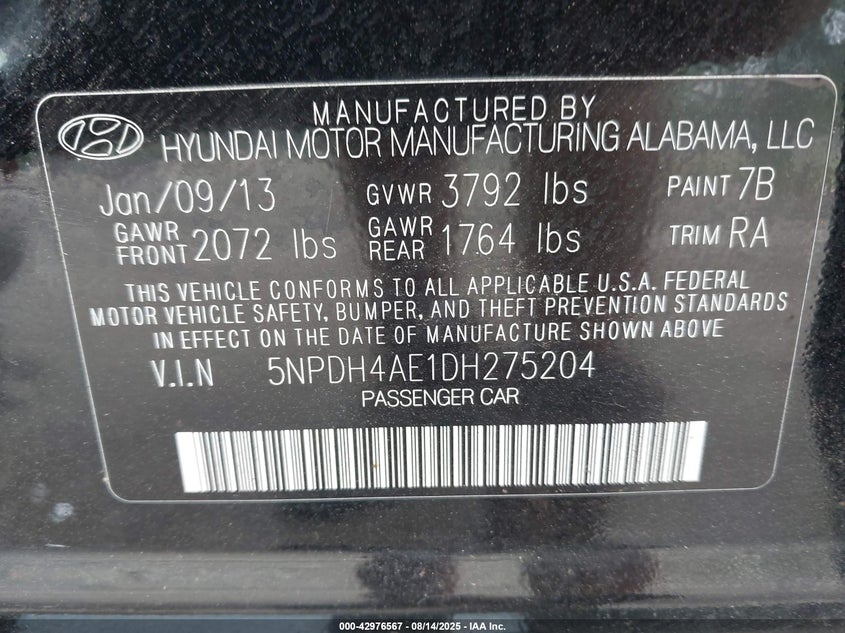 MANUFACTURED BY
HYUNDAI MOTOR MANUFACTURING ALABAMA, LLC
Jan/09/13 GVWR 3792 lbs PAINT 7B
GAWR FRONT 2072 lbs GAWR REAR 1764 lbs TRIM RA
THIS VEHICLE CONFORMS TO ALL APPLICABLE U.S.A. FEDERAL
MOTOR VEHICLE SAFETY, BUMPER, AND THEFT PREVENTION STANDARDS
IN EFFECT ON THE DATE OF MANUFACTURE SHOWN ABOVE
V.I.N 5NPDH4AE1DH275204
PASSENGER CAR
000-42976567 - 08/14/2025 - IAA Inc.